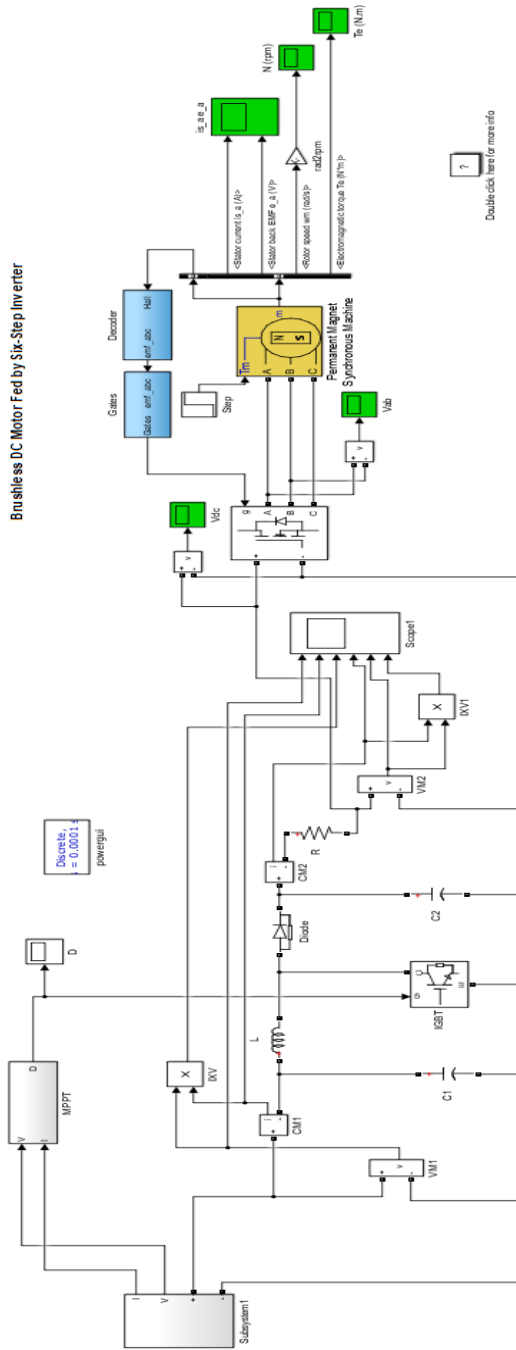 Brushless DC Motor Fed by Six-Step Inverter
Discrete,
s = 0.0001 s
powergui
D
MPPT
V
I
D
Subsystem1
I
V
+
-
IXV
X
CM1
i
+
-
VM1
v
+
-
L
C1
IGBT
g
C
E
Diode
C2
CM2
i
+
-
R
VM2
v
+
-
IXV1
X
Scope1
Vdc
v
+
-
g
+
-
A
B
C
Vab
v
+
-
Gates
Gates emf_abc
Decoder
emf_abc Hall
Step
Tm
A
B
C
m
N
S
Permanent Magnet
Synchronous Machine
<Stator current is_a (A)>
<Stator back EMF e_a (V)>
<Rotor speed wm (rad/s)>
<Electromagnetic torque Te (N*m)>
is_a e_a
rad2rpm
N (rpm)
Te (N.m)
?
Double click here for more info